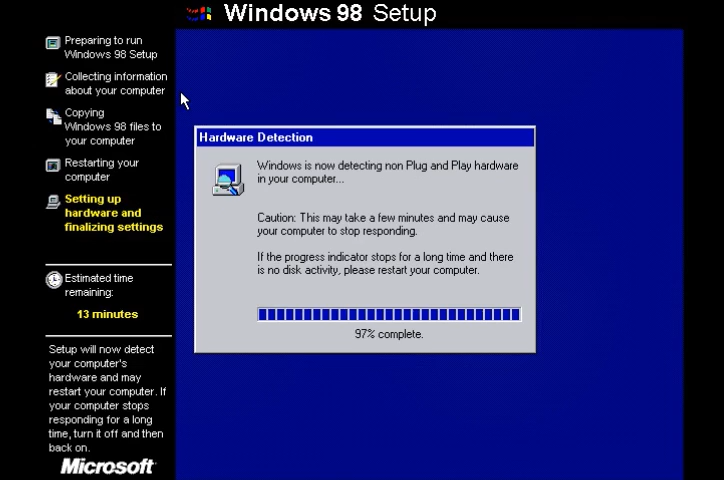 Windows 98 Setup
Preparing to run
Windows 98 Setup
Collecting information
about your computer
Copying
Windows 98 files to
your computer
Restarting your
computer
Setting up
hardware and
finalizing settings
Estimated time
remaining:
13 minutes
Setup will now detect
your computer's
hardware and may
restart your computer. If
your computer stops
responding for a long
time, turn it off and then
back on.
Microsoft
Hardware Detection
Windows is now detecting non Plug and Play hardware
in your computer...
Caution: This may take a few minutes and may cause
your computer to stop responding.
If the progress indicator stops for a long time and there
is no disk activity, please restart your computer.
97% complete.